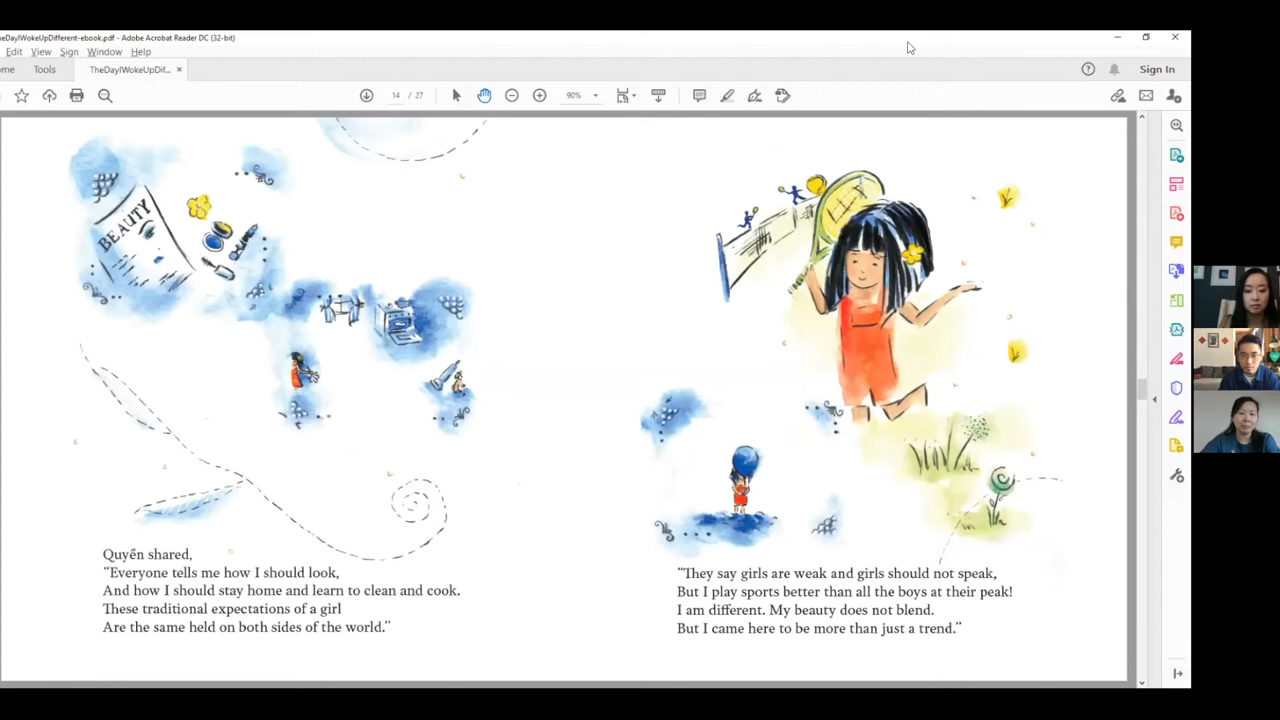 heDayIWokeUpDifferent-ebook.pdf - Adobe Acrobat Reader DC (32-bit)
Edit View Sign Window Help
ome Tools TheDayIWokeUpDif... × Sign In
14 / 27 90%
BEAUTY
Quyền shared,
“Everyone tells me how I should look,
And how I should stay home and learn to clean and cook.
These traditional expectations of a girl
Are the same held on both sides of the world.”
“They say girls are weak and girls should not speak,
But I play sports better than all the boys at their peak!
I am different. My beauty does not blend.
But I came here to be more than just a trend.”